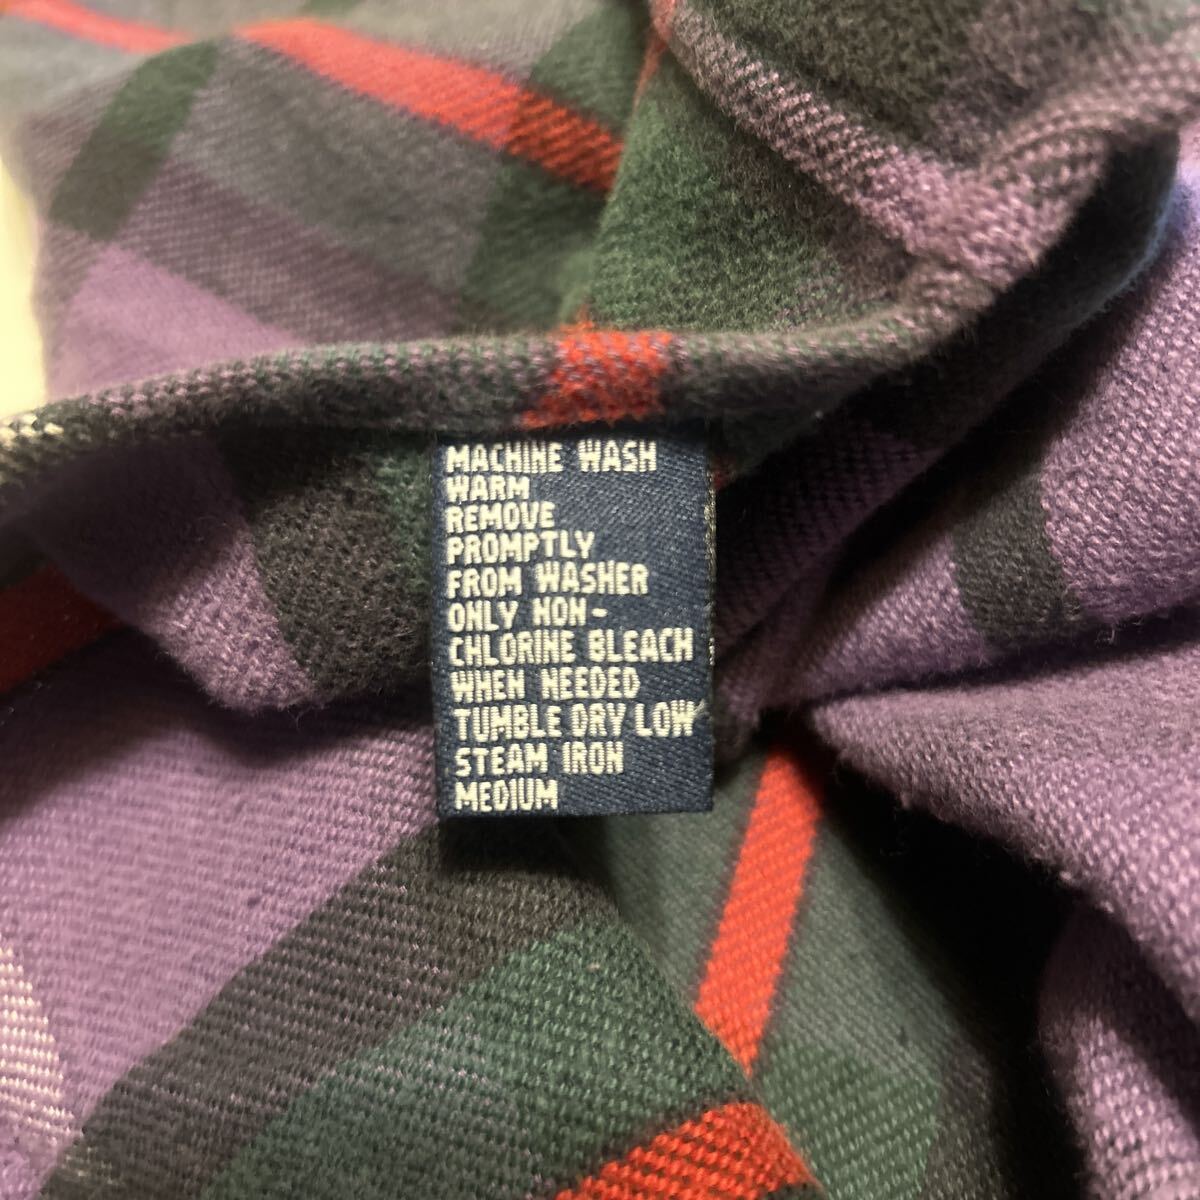 MACHINE WASH
WARM
REMOVE
PROMPTLY
FROM WASHER
ONLY NON-
CHLORINE BLEACH
WHEN NEEDED
TUMBLE DRY LOW
STEAM IRON
MEDIUM